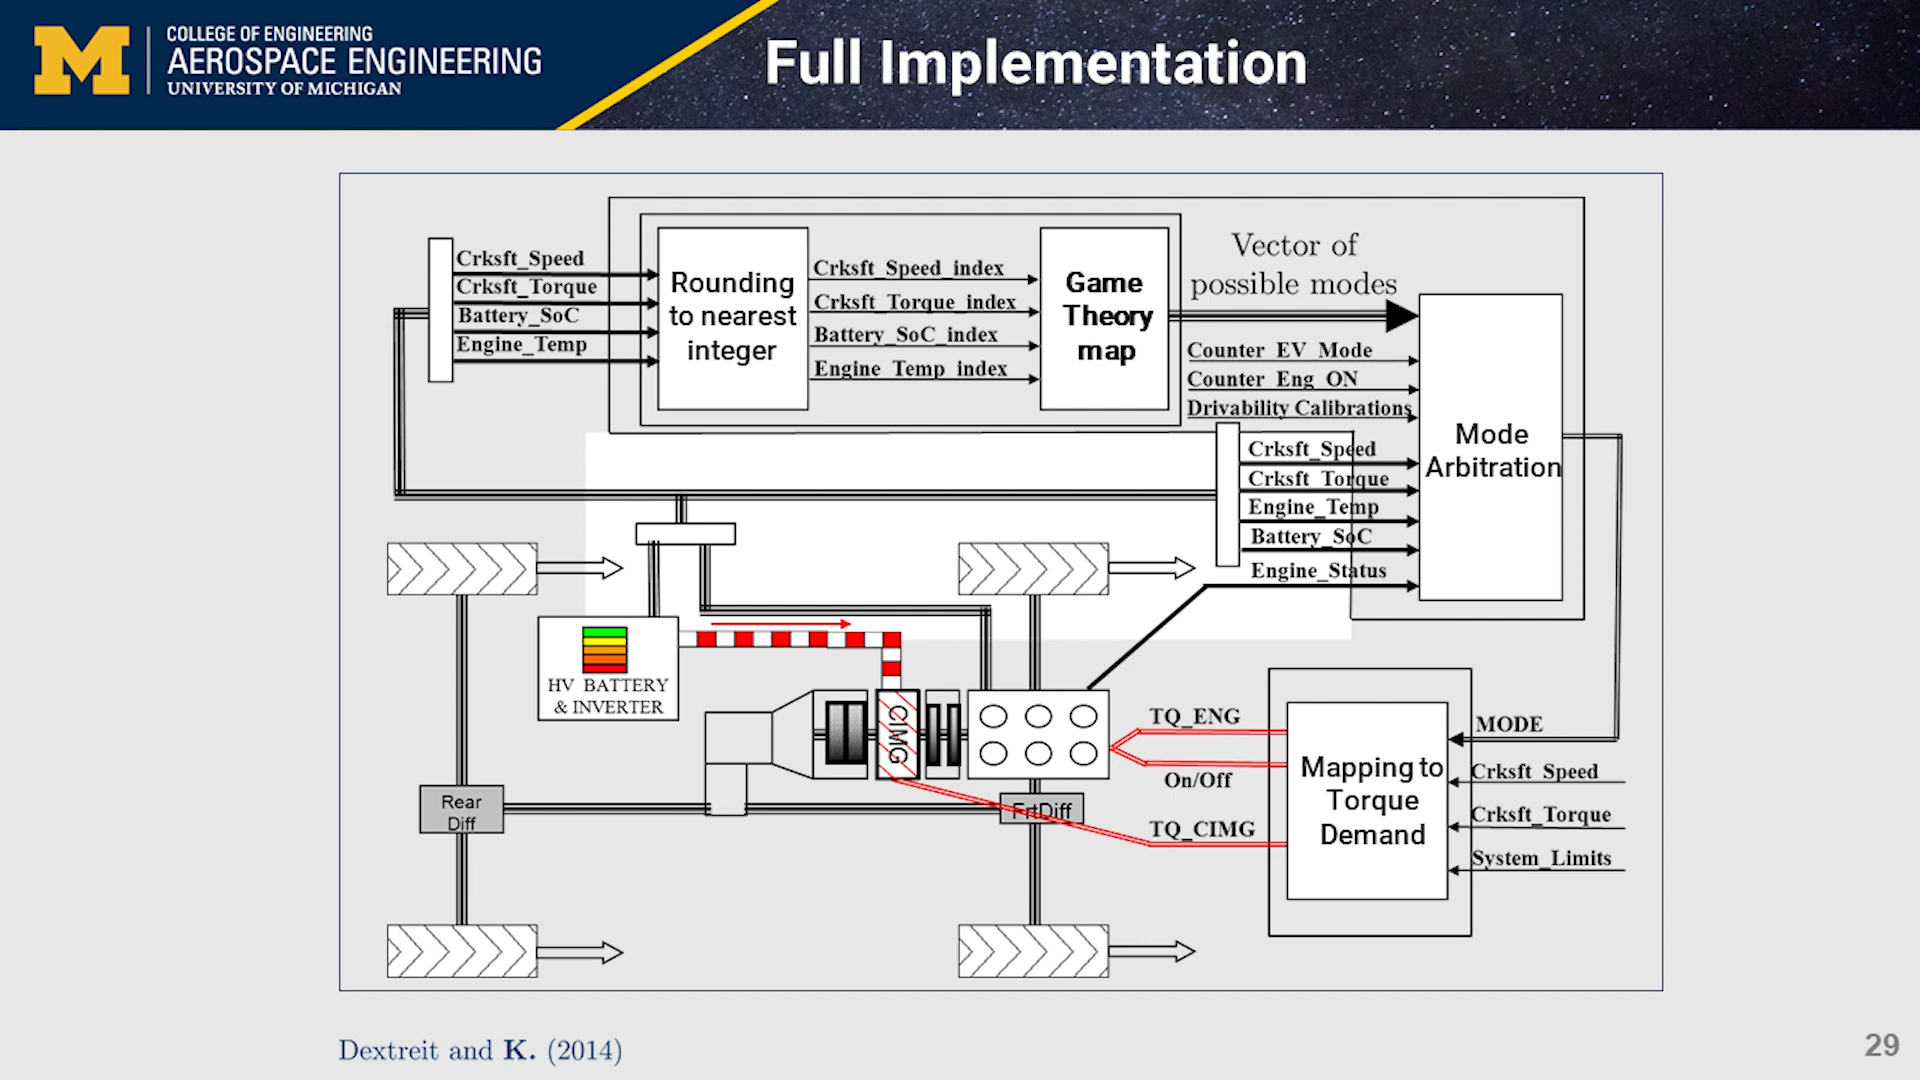 M
COLLEGE OF ENGINEERING
AEROSPACE ENGINEERING
UNIVERSITY OF MICHIGAN
Full Implementation
Crksft_Speed
Crksft_Torque
Battery_SoC
Engine_Temp
Rounding
to nearest
integer
Crksft_Speed_index
Crksft_Torque_index
Battery_SoC_index
Engine_Temp_index
Game
Theory
map
Vector of
possible modes
Counter_EV_Mode
Counter_Eng_ON
Drivability Calibrations
Crksft_Speed
Crksft_Torque
Engine_Temp
Battery_SoC
Engine_Status
Mode
Arbitration
HV BATTERY
& INVERTER
CIMG
Rear
Diff
FrtDiff
TQ_ENG
On/Off
TQ_CIMG
Mapping to
Torque
Demand
MODE
Crksft_Speed
Crksft_Torque
System_Limits
Dextreit and K. (2014)
29